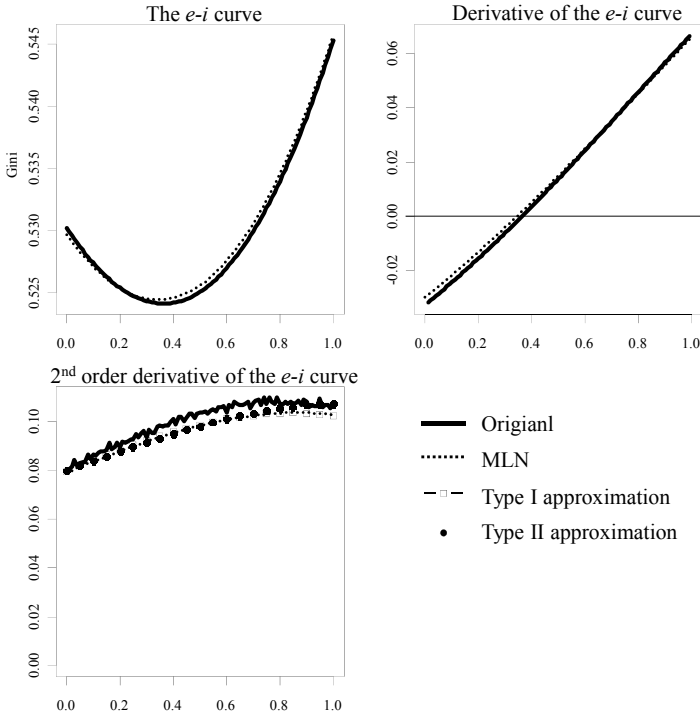 The e-i curve
Derivative of the e-i curve
Gini
0.545
0.540
0.535
0.530
0.525
0.0 0.2 0.4 0.6 0.8 1.0
0.06
0.04
0.02
0.00
-0.02
0.0 0.2 0.4 0.6 0.8 1.0
2nd order derivative of the e-i curve
0.10
0.08
0.06
0.04
0.02
0.00
0.0 0.2 0.4 0.6 0.8 1.0
Origianl
MLN
Type I approximation
Type II approximation